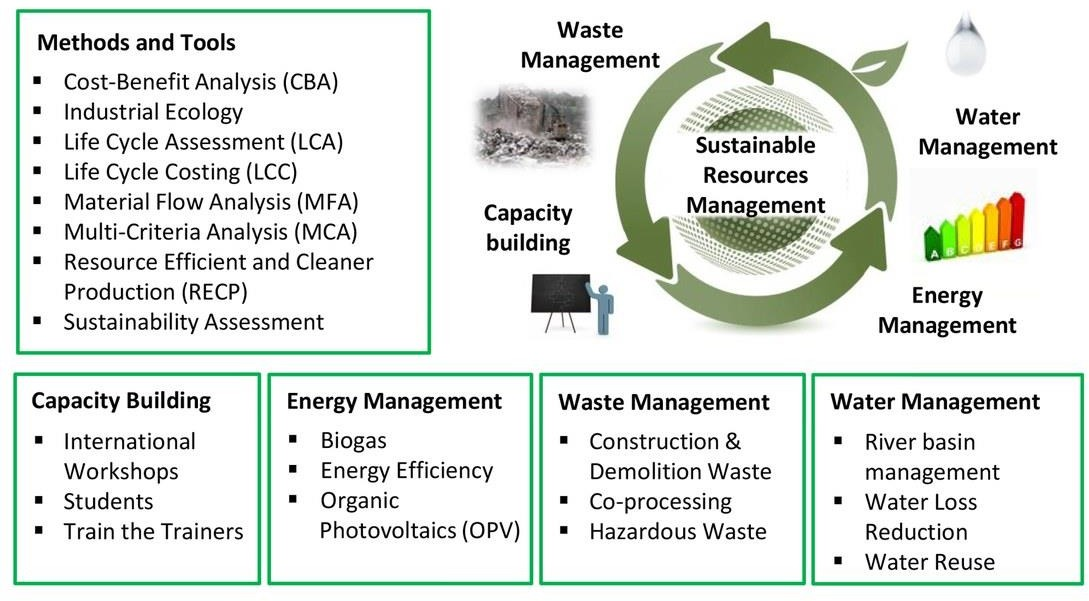 Methods and Tools
▪ Cost-Benefit Analysis (CBA)
▪ Industrial Ecology
▪ Life Cycle Assessment (LCA)
▪ Life Cycle Costing (LCC)
▪ Material Flow Analysis (MFA)
▪ Multi-Criteria Analysis (MCA)
▪ Resource Efficient and Cleaner
Production (RECP)
▪ Sustainability Assessment
Waste
Management
Water
Management
Sustainable
Resources
Management
Capacity
building
A B C D E F G
Energy
Management
Capacity Building
▪ International
Workshops
▪ Students
▪ Train the Trainers
Energy Management
▪ Biogas
▪ Energy Efficiency
▪ Organic
Photovoltaics (OPV)
Waste Management
▪ Construction &
Demolition Waste
▪ Co-processing
▪ Hazardous Waste
Water Management
▪ River basin
management
▪ Water Loss
Reduction
▪ Water Reuse